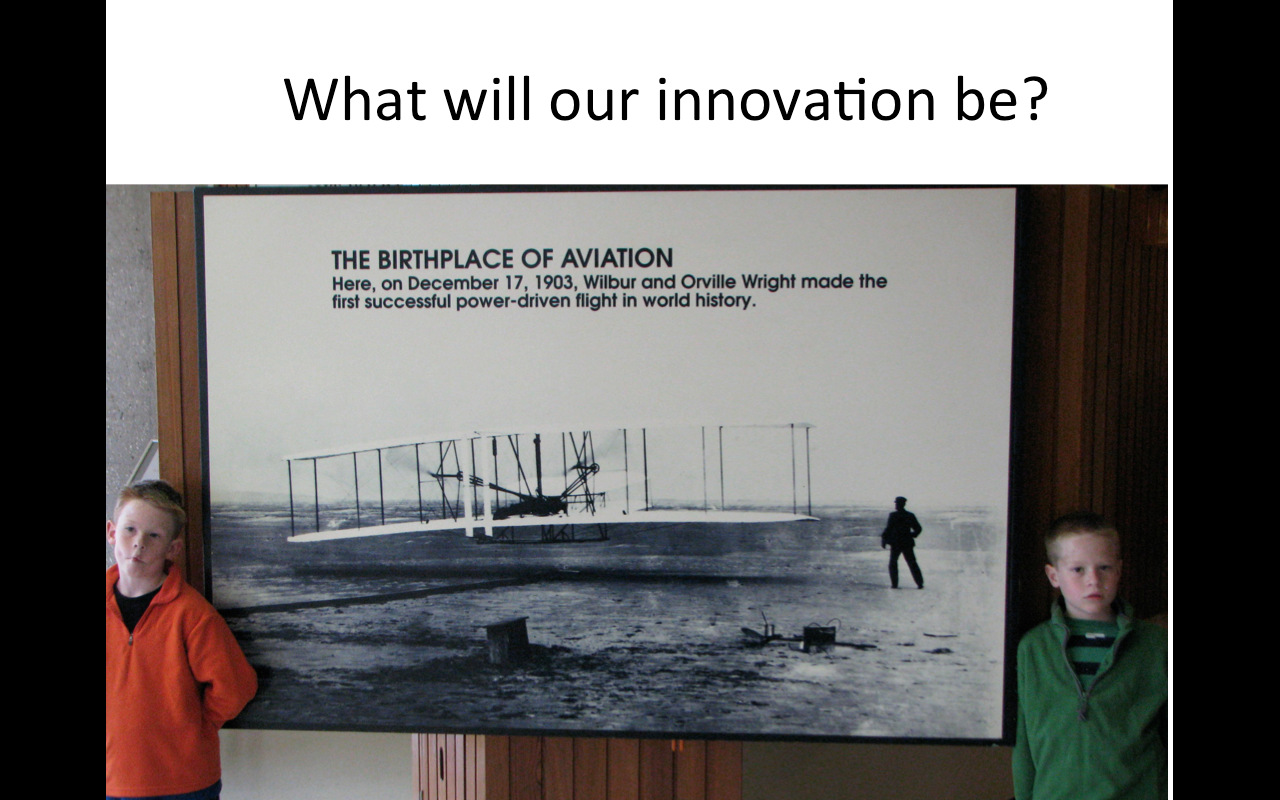 What will our innovation be?
THE BIRTHPLACE OF AVIATION
Here, on December 17, 1903, Wilbur and Orville Wright made the
first successful power-driven flight in world history.